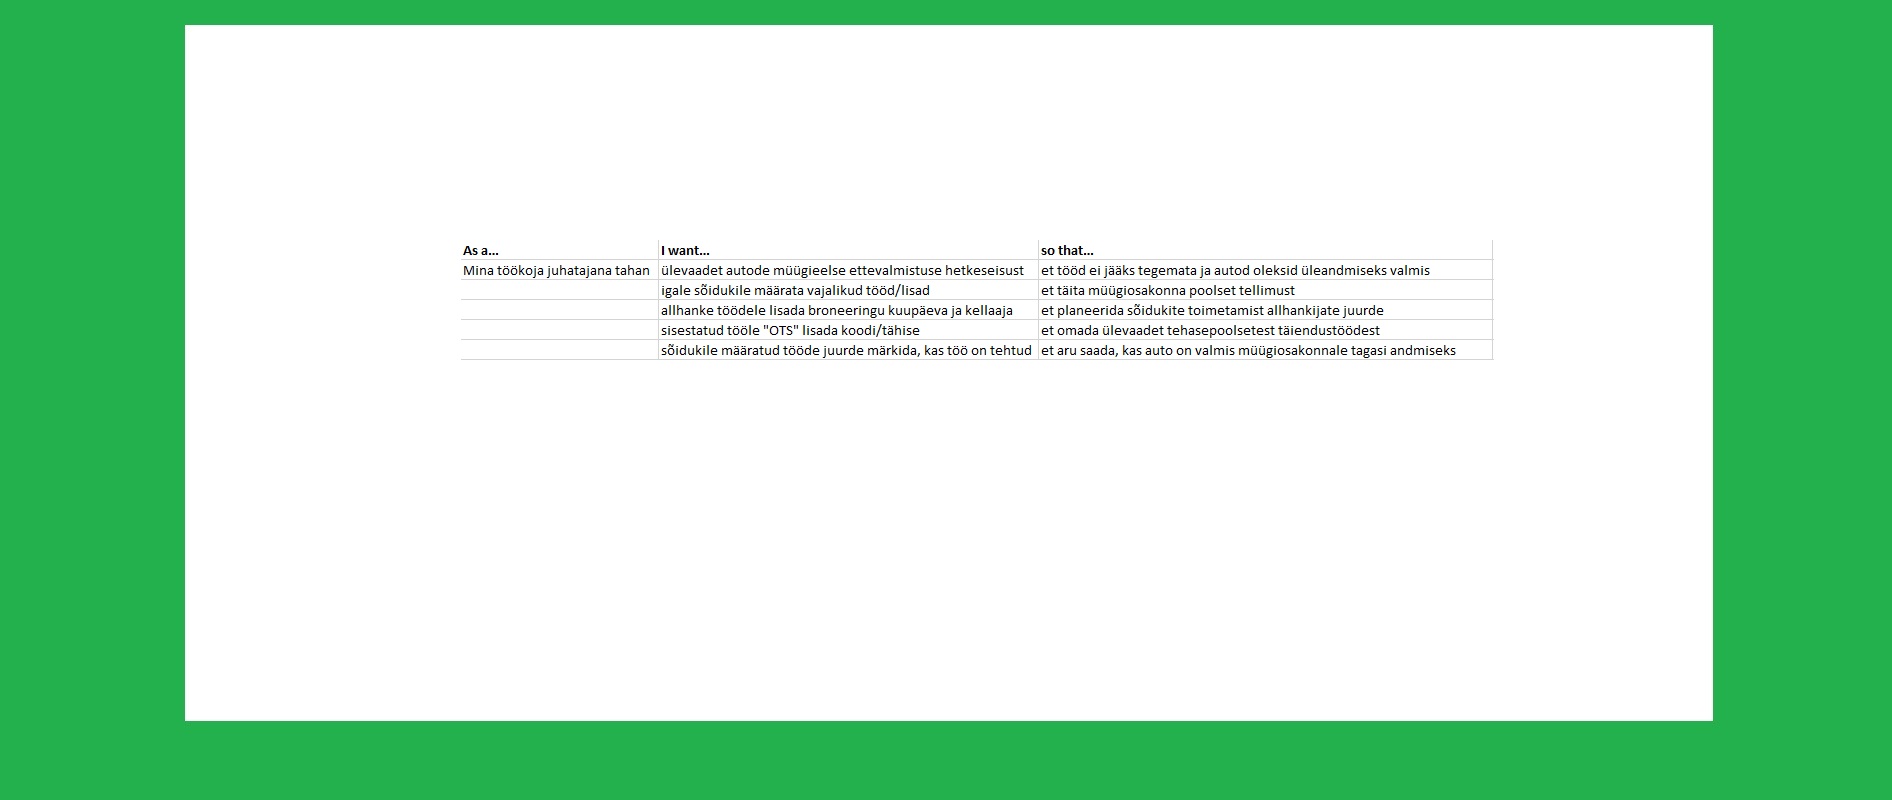 As a... I want... so that...
Mina töökoja juhatajana tahan ülevaadet autode müügieelse ettevalmistuse hetkeseisust et tööd ei jääks tegemata ja autod oleksid üleandmiseks valmis
igale sõidukile määrata vajalikud tööd/lisad et täita müügiosakonna poolset tellimust
allhanke töödele lisada broneeringu kuupäeva ja kellaaja et planeerida sõidukite toimetamist allhankijate juurde
sisestatud tööle "OTS" lisada koodi/tähise et omada ülevaadet tehasepoolsetest täiendustöödest
sõidukile määratud tööde juurde märkida, kas töö on tehtud et aru saada, kas auto on valmis müügiosakonnale tagasi andmiseks